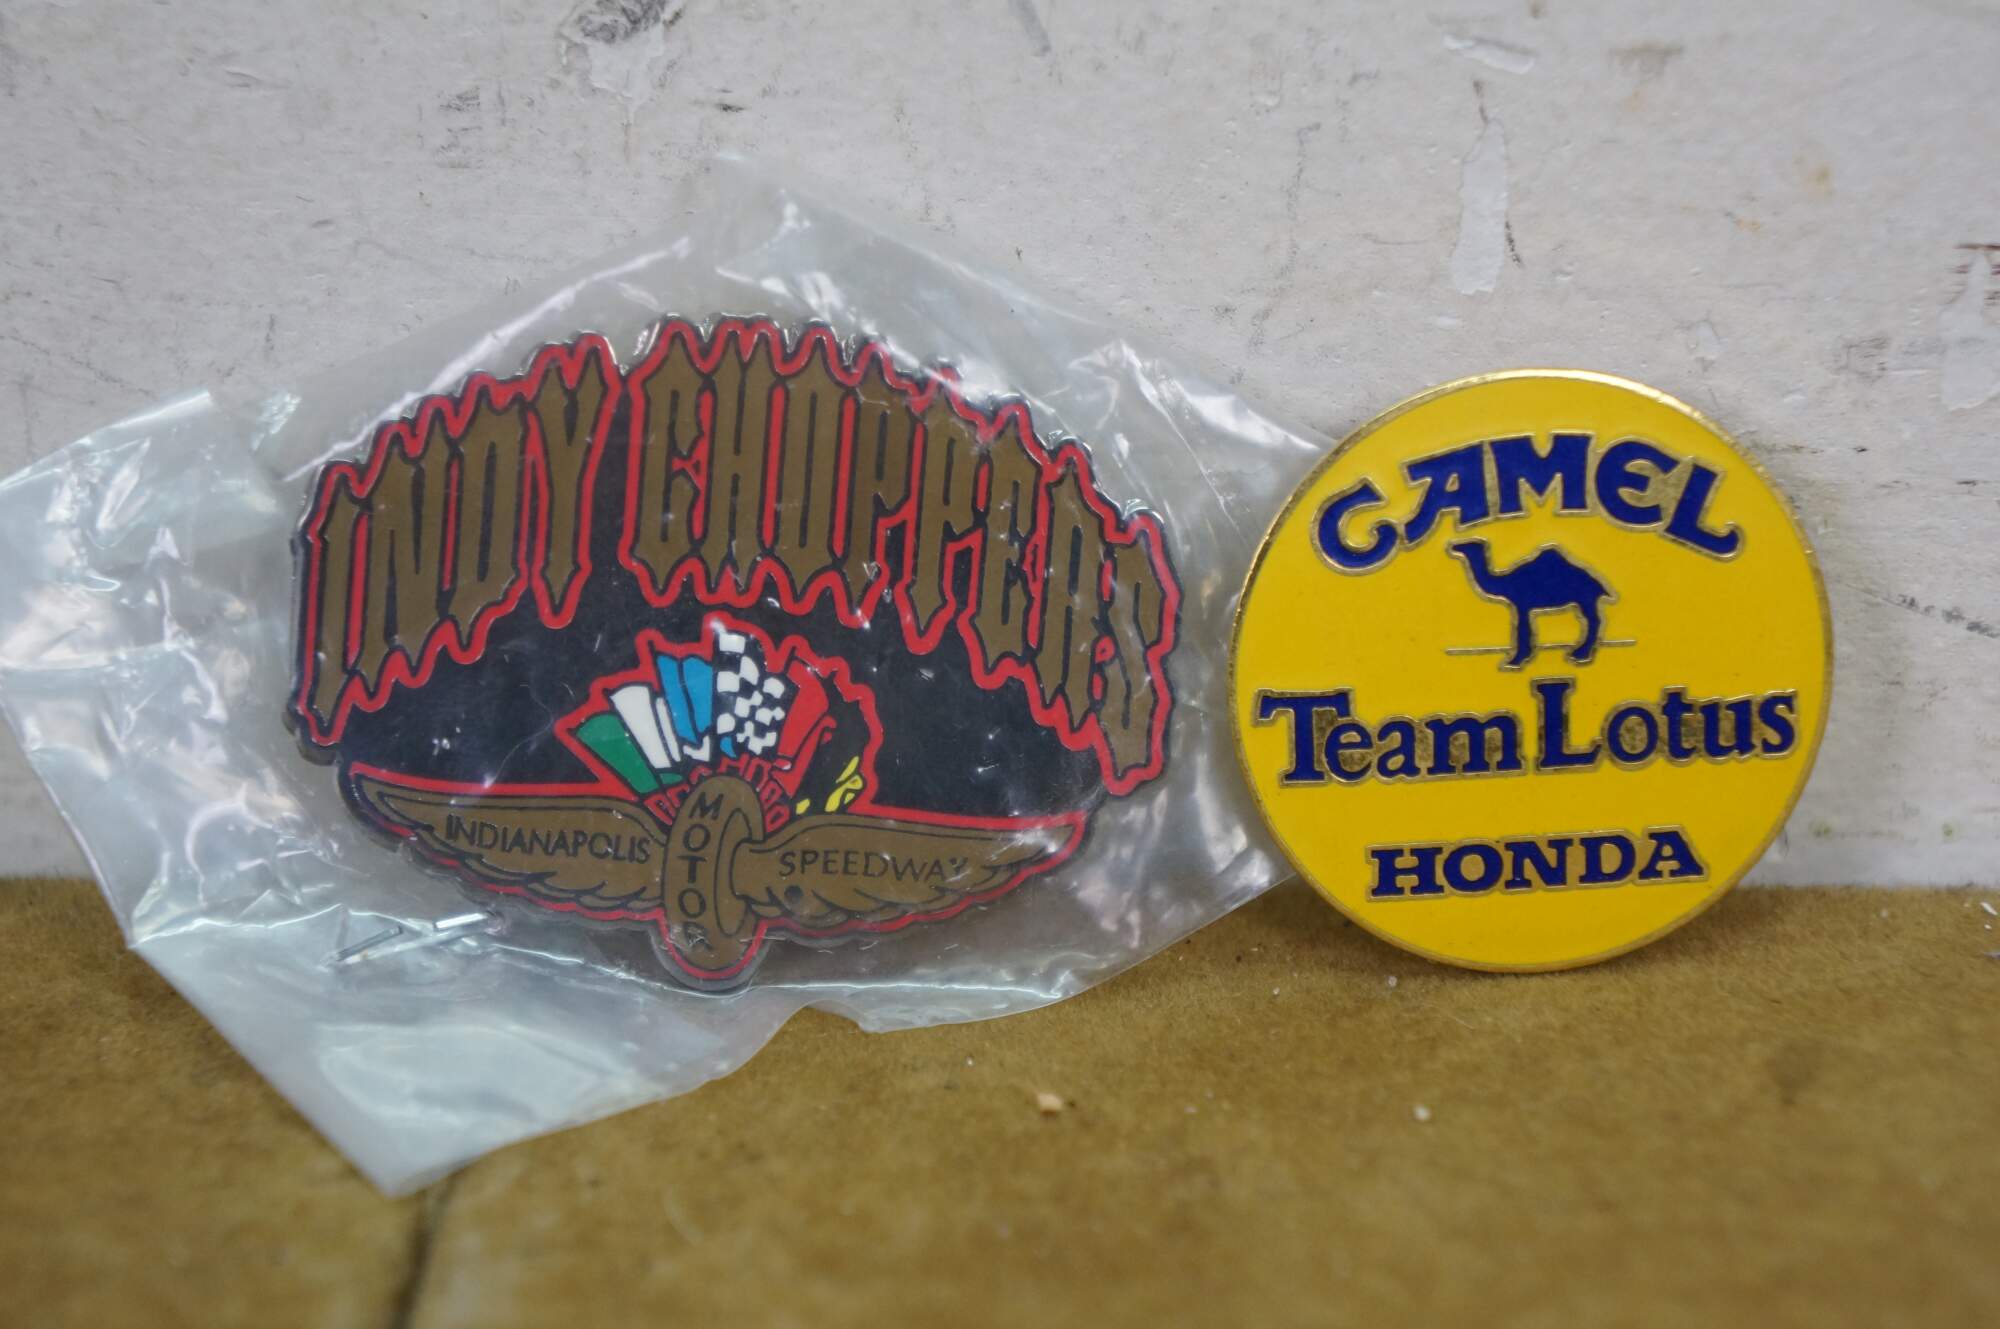 INDY CHOPPERS
INDIANAPOLIS
MOTOR
SPEEDWAY
CAMEL
Team Lotus
HONDA